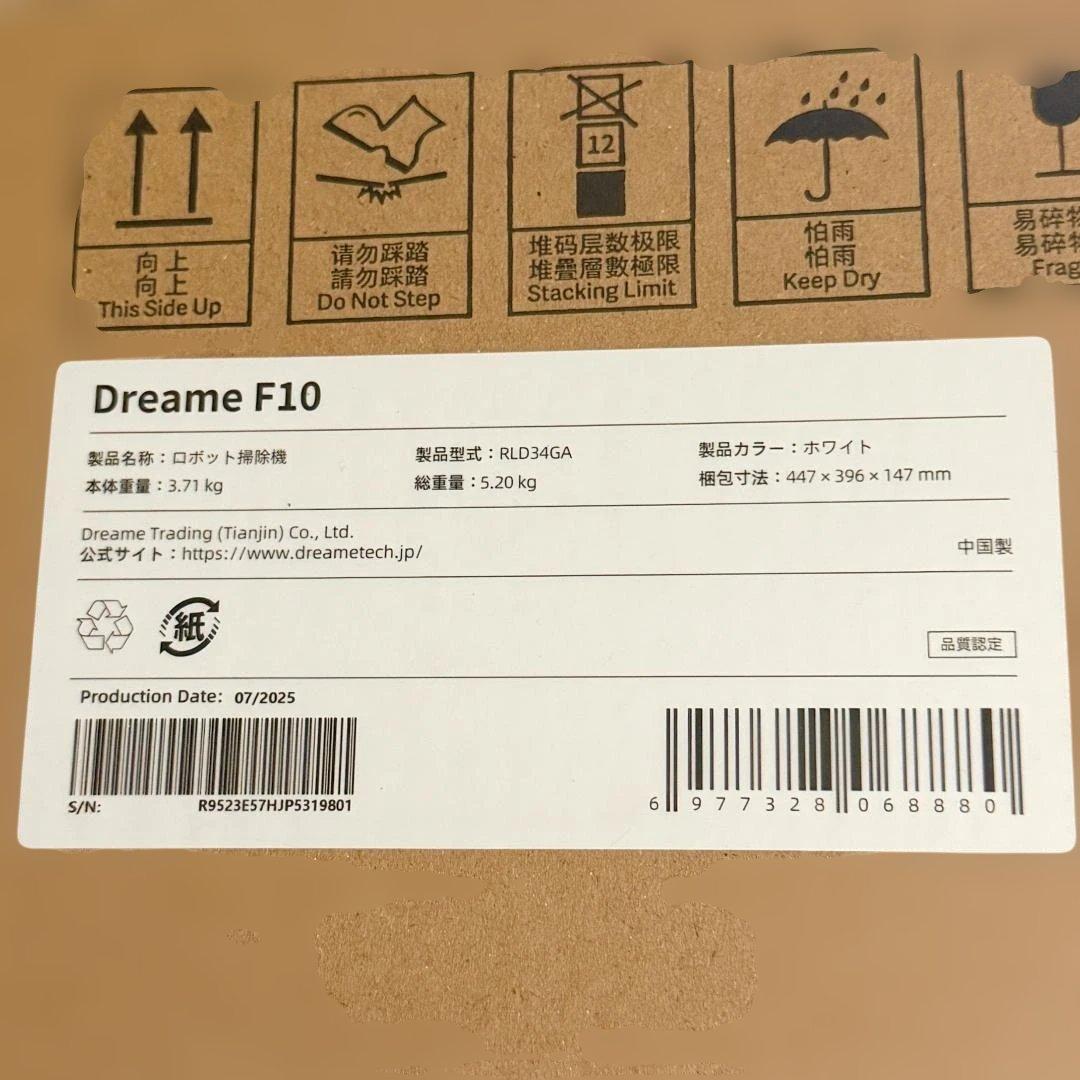 向上
向上
This Side Up
请勿踩踏
請勿踩踏
Do Not Step
12
堆码层数极限
堆疊層數極限
Stacking Limit
怕雨
怕雨
Keep Dry
易碎物
易碎物
Frag
Dreame F10
製品名称：ロボット掃除機 製品型式：RLD34GA 製品カラー：ホワイト
本体重量：3.71 kg 総重量：5.20 kg 梱包寸法：447 × 396 × 147 mm
Dreame Trading (Tianjin) Co., Ltd.
公式サイト：https://www.dreametech.jp/
中国製
紙
品質認定
Production Date: 07/2025
S/N: R9523E57HJP5319801
6 977328 068880